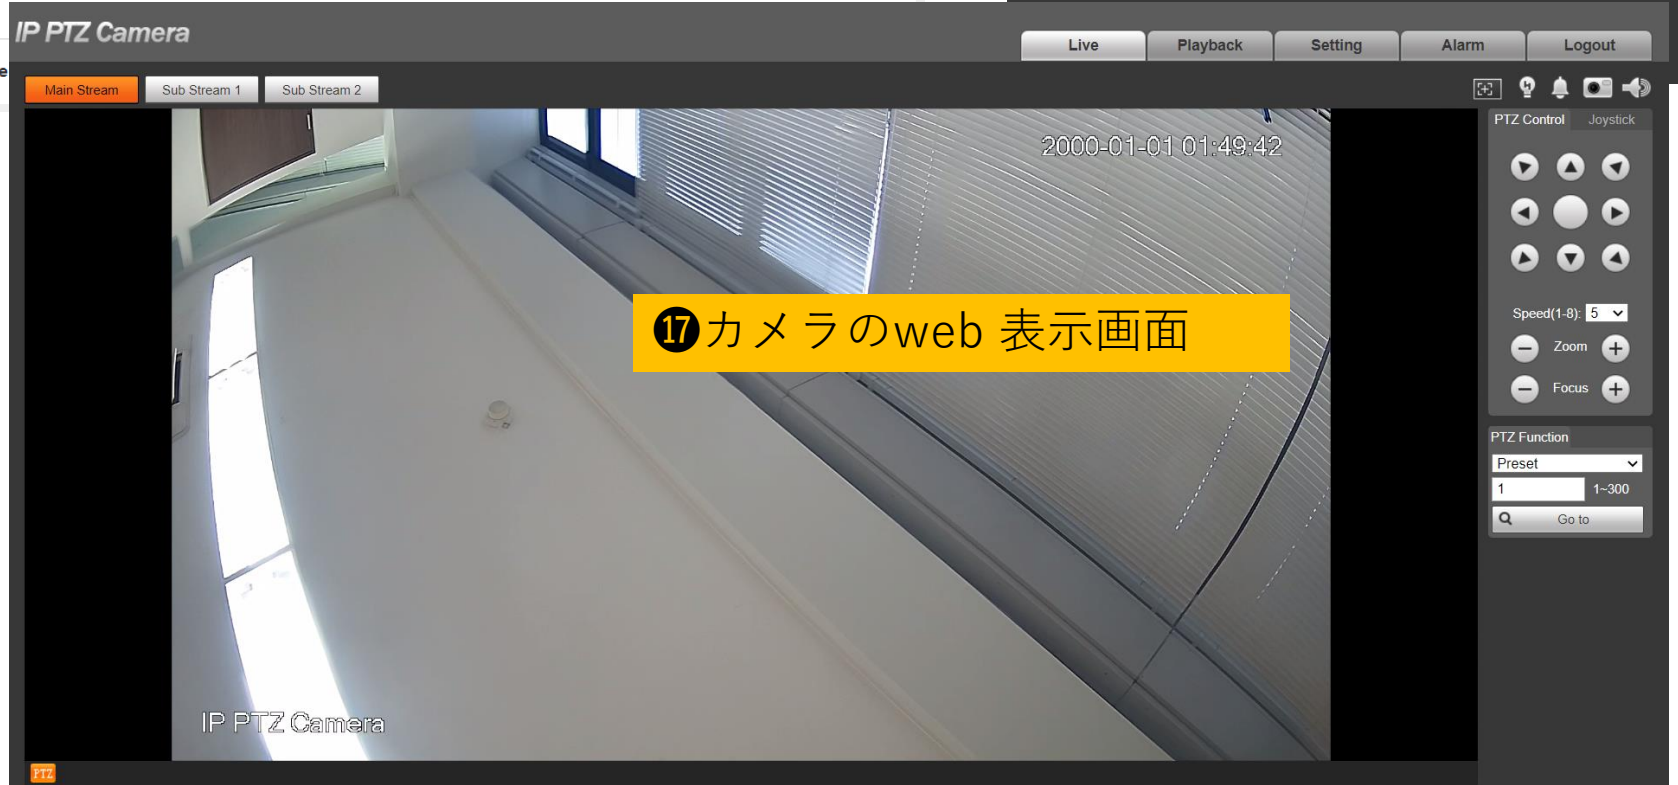 IP PTZ Camera
Live
Playback
Setting
Alarm
Logout
e
Main Stream
Sub Stream 1
Sub Stream 2
PTZ Control
Joystick
2000-01-01 01:49:42
⓱カメラのweb 表示画面
Speed(1-8): 5
Zoom
Focus
PTZ Function
Preset
1
1~300
Go to
IP PTZ Camera
PTZ